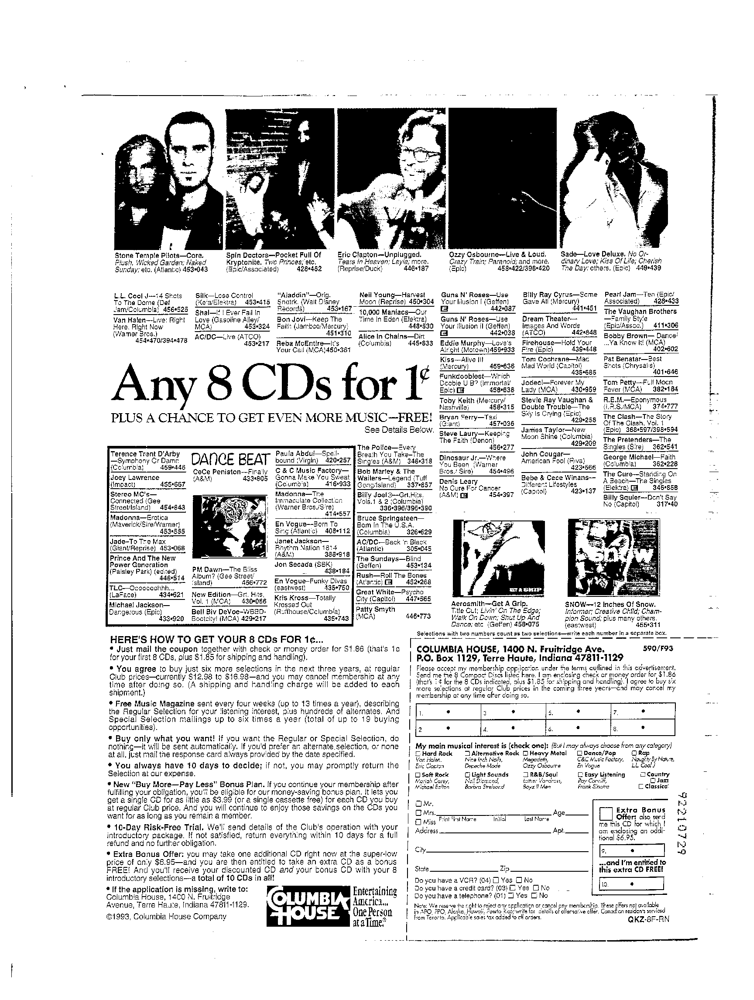 Stone Temple Pilots—Core.
Plush, Wicked Garden, Naked
Sunday, etc. (Atlantic) 453•043
Spin Doctors—Pocket Full Of
Kryptonite. Two Princes; etc.
(Epic/Associated) 428•482
Eric Clapton—Unplugged.
Tears In Heaven; Layla; more.
(Reprise/Duck) 446•187
Ozzy Osbourne—Live & Loud.
Crazy Train; Paranoid; and more.
(Epic) 458•422/398•420
Sade—Love Deluxe. No Or-
dinary Love; Kiss Of Life; Cherish
The Day; others. (Epic) 449•439
L.L. Cool J—14 Shots
To The Dome (Def
Jam/Columbia) 456•525
Van Halen—Live: Right
Here, Right Now
(Warner Bros.)
454•470/394•478
Silk—Lose Control
(Keia/Elektra) 453•415
Shai—If I Ever Fall In
Love (Gasoline Alley/
MCA) 453•324
AC/DC—Live (ATCO)
453•217
"Aladdin"—Orig.
Sndtrk. (Walt Disney
Records) 453•167
Bon Jovi—Keep The
Faith (Jambco/Mercury)
451•310
Reba McEntire—It's
Your Call (MCA) 450•361
Neil Young—Harvest
Moon (Reprise) 450•304
10,000 Maniacs—Our
Time In Eden (Elektra)
448•530
Alice In Chains—Dirt
(Columbia) 445•833
Guns N' Roses—Use
Your Illusion I (Geffen)
442•087
Guns N' Roses—Use
Your Illusion II (Geffen)
442•038
Eddie Murphy—Love's
Alright (Motown) 459•933
Kiss—Alive III
(Mercury) 459•636
Funkdoobiest—Which
Doobie U B? (Immortal/
Epic) 458•638
Toby Keith (Mercury/
Nashville) 458•315
Bryan Ferry—Taxi
(Giant) 457•036
Steve Laury—Keeping
The Faith (Denon)
456•277
Dinosaur Jr.—Where
You Been (Warner
Bros./Sire) 454•496
Denis Leary
No Cure For Cancer
(A&M) 454•397
Billy Ray Cyrus—Some
Gave All (Mercury)
441•451
Dream Theater—
Images And Words
(ATCO) 442•848
Firehouse—Hold Your
Fire (Epic) 439•448
Tom Cochrane—Mad
Mad World (Capitol)
435•685
Jodeci—Forever My
Lady (MCA) 430•959
Stevie Ray Vaughan &
Double Trouble—The
Sky Is Crying (Epic)
429•258
James Taylor—New
Moon Shine (Columbia)
429•209
John Cougar—
American Fool (Riva)
423•566
Bebe & Cece Winans—
Different Lifestyles
(Capitol) 423•137
Pearl Jam—Ten (Epic/
Associated) 428•433
The Vaughan Brothers
—Family Style
(Epic/Assoc.) 411•306
Bobby Brown—Dance!
...Ya Know It! (MCA)
402•602
Pat Benatar—Best
Shots (Chrysalis)
401•646
Tom Petty—Full Moon
Fever (MCA) 382•184
R.E.M.—Eponymous
(I.R.S./MCA) 374•777
The Clash—The Story
Of The Clash, Vol. 1
(Epic) 368•597/398•594
The Pretenders—The
Singles (Sire) 362•541
George Michael—Faith
(Columbia) 362•228
The Cure—Standing On
A Beach—The Singles
(Elektra) 346•858
Billy Squier—Don't Say
No (Capitol) 317•40
Any 8 CDs for 1¢
PLUS A CHANCE TO GET EVEN MORE MUSIC—FREE!
See Details Below.
Terence Trent D'Arby
—Symphony Or Damn
(Columbia) 459•446
Joey Lawrence
(Impact) 455•667
Stereo MC's—
Connected (Gee
Street/Island) 454•843
Madonna—Erotica
(Maverick/Sire/Warner)
453•555
Jade—To The Max
(Giant/Reprise) 453•068
Prince And The New
Power Generation
(Paisley Park) (edited)
446•514
TLC—Ooooooohhh...
(LaFace) 434•621
Michael Jackson—
Dangerous (Epic)
433•920
DANCE BEAT
CeCe Peniston—Finally
(A&M) 433•805
PM Dawn—The Bliss
Album? (Gee Street/
Island) 456•772
New Edition—Grt. Hits,
Vol. 1 (MCA) 430•066
Bell Biv DeVoe—WBBD-
Bootcity! (MCA) 429•217
Paula Abdul—Spell-
bound (Virgin) 420•257
C & C Music Factory—
Gonna Make You Sweat
(Columbia) 416•933
Madonna—The
Immaculate Collection
(Warner Bros./Sire)
414•557
En Vogue—Born To
Sing (Atlantic) 408•112
Janet Jackson—
Rhythm Nation 1814
(A&M) 388•918
Jon Secada (SBK)
438•184
En Vogue—Funky Divas
(eastwest) 435•750
Kris Kross—Totally
Krossed Out
(Ruffhouse/Columbia)
435•743
The Police—Every
Breath You Take—The
Singles (A&M) 346•318
Bob Marley & The
Wailers—Legend (Tuff
Gong/Island) 337•857
Billy Joel—Grt. Hits,
Vols.1 & 2 (Columbia)
336•396/396•390
Bruce Springsteen—
Born In The U.S.A.
(Columbia) 326•629
AC/DC—Back In Black
(Atlantic) 305•045
The Sundays—Blind
(Geffen) 453•134
Rush—Roll The Bones
(Atlantic) 452•258
Great White—Psycho
City (Capitol) 447•565
Patty Smyth
(MCA) 446•773
Aerosmith—Get A Grip.
Title Cut; Livin' On The Edge;
Walk On Down; Shut Up And
Dance; etc (Geffen) 458•075
SNOW—12 Inches Of Snow.
Informer; Creative Child; Cham-
pion Sound; plus many others.
(eastwest) 455•311
Selections with two numbers count as two selections—write each number in a separate box.
HERE'S HOW TO GET YOUR 8 CDs FOR 1¢...
• Just mail the coupon together with check or money order for $1.86 (that's 1¢
for your first 8 CDs, plus $1.85 for shipping and handling).
• You agree to buy just six more selections in the next three years, at regular
Club prices—currently $12.98 to $16.98—and you may cancel membership at any
time after doing so. (A shipping and handling charge will be added to each
shipment.)
• Free Music Magazine sent every four weeks (up to 13 times a year), describing
the Regular Selection for your listening interest, plus hundreds of alternates. And
Special Selection mailings up to six times a year (total of up to 19 buying
opportunities).
• Buy only what you want! If you want the Regular or Special Selection, do
nothing—it will be sent automatically. If you'd prefer an alternate selection, or none
at all, just mail the response card always provided by the date specified.
• You always have 10 days to decide; if not, you may promptly return the
Selection at our expense.
• New "Buy More—Pay Less" Bonus Plan. If you continue your membership after
fulfilling your obligation, you'll be eligible for our money-saving bonus plan. It lets you
get a single CD for as little as $3.99 (or a single cassette free) for each CD you buy
at regular Club price. And you will continue to enjoy those savings on the CDs you
want for as long as you remain a member.
• 10-Day Risk-Free Trial. We'll send details of the Club's operation with your
introductory package. If not satisfied, return everything within 10 days for a full
refund and no further obligation.
• Extra Bonus Offer: you may take one additional CD right now at the super-low
price of only $6.95—and you are then entitled to take an extra CD as a bonus
FREE! And you'll receive your discounted CD and your bonus CD with your 8
introductory selections—a total of 10 CDs in all!
• If the application is missing, write to:
Columbia House, 1400 N. Fruitridge
Avenue, Terre Haute, Indiana 47811-1129.
©1993, Columbia House Company
COLUMBIA
HOUSE
Entertaining
America...
One Person
at a Time.
COLUMBIA HOUSE, 1400 N. Fruitridge Ave. 590/F93
P.O. Box 1129, Terre Haute, Indiana 47811-1129
Please accept my membership application under the terms outlined in this advertisement.
Send me the 8 Compact Discs listed here. I am enclosing check or money order for $1.86
(that's 1¢ for the 8 CDs indicated, plus $1.85 for shipping and handling). I agree to buy six
more selections at regular Club prices in the coming three years—and may cancel my
membership at any time after doing so.
1. 3. 5. 7.
2. 4. 6. 8.
My main musical interest is (check one): (But I may always choose from any category)
Hard Rock
Van Halen,
Eric Clapton
Alternative Rock
Nine Inch Nails,
Depeche Mode
Heavy Metal
Megadeth,
Ozzy Osbourne
Dance/Pop
C&C Music Factory,
En Vogue
Rap
Naughty By Nature,
L.L. Cool J
Soft Rock
Mariah Carey,
Michael Bolton
Light Sounds
Neil Diamond,
Barbra Streisand
R&B/Soul
Luther Vandross,
Boyz II Men
Easy Listening
Ray Conniff,
Frank Sinatra
Country
Jazz
Classical
Mr.
Mrs.
Miss Print First Name Initial Last Name Age
Address Apt.
City
State Zip
Do you have a VCR? (04) Yes No
Do you have a credit card? (03) Yes No
Do you have a telephone? (01) Yes No
Extra Bonus
Offer: also send
me this CD for which I
am enclosing an addi-
tional $6.95.
9.
...and I'm entitled to
this extra CD FREE!
10.
Note: We reserve the right to reject any application or cancel any membership. These offers not available
in APO, FPO, Alaska, Hawaii, Puerto Rico; write for details of alternative offer. Canadian residents serviced
from Toronto. Applicable sales tax added to all orders.
QKZ-8F-RN
92210729